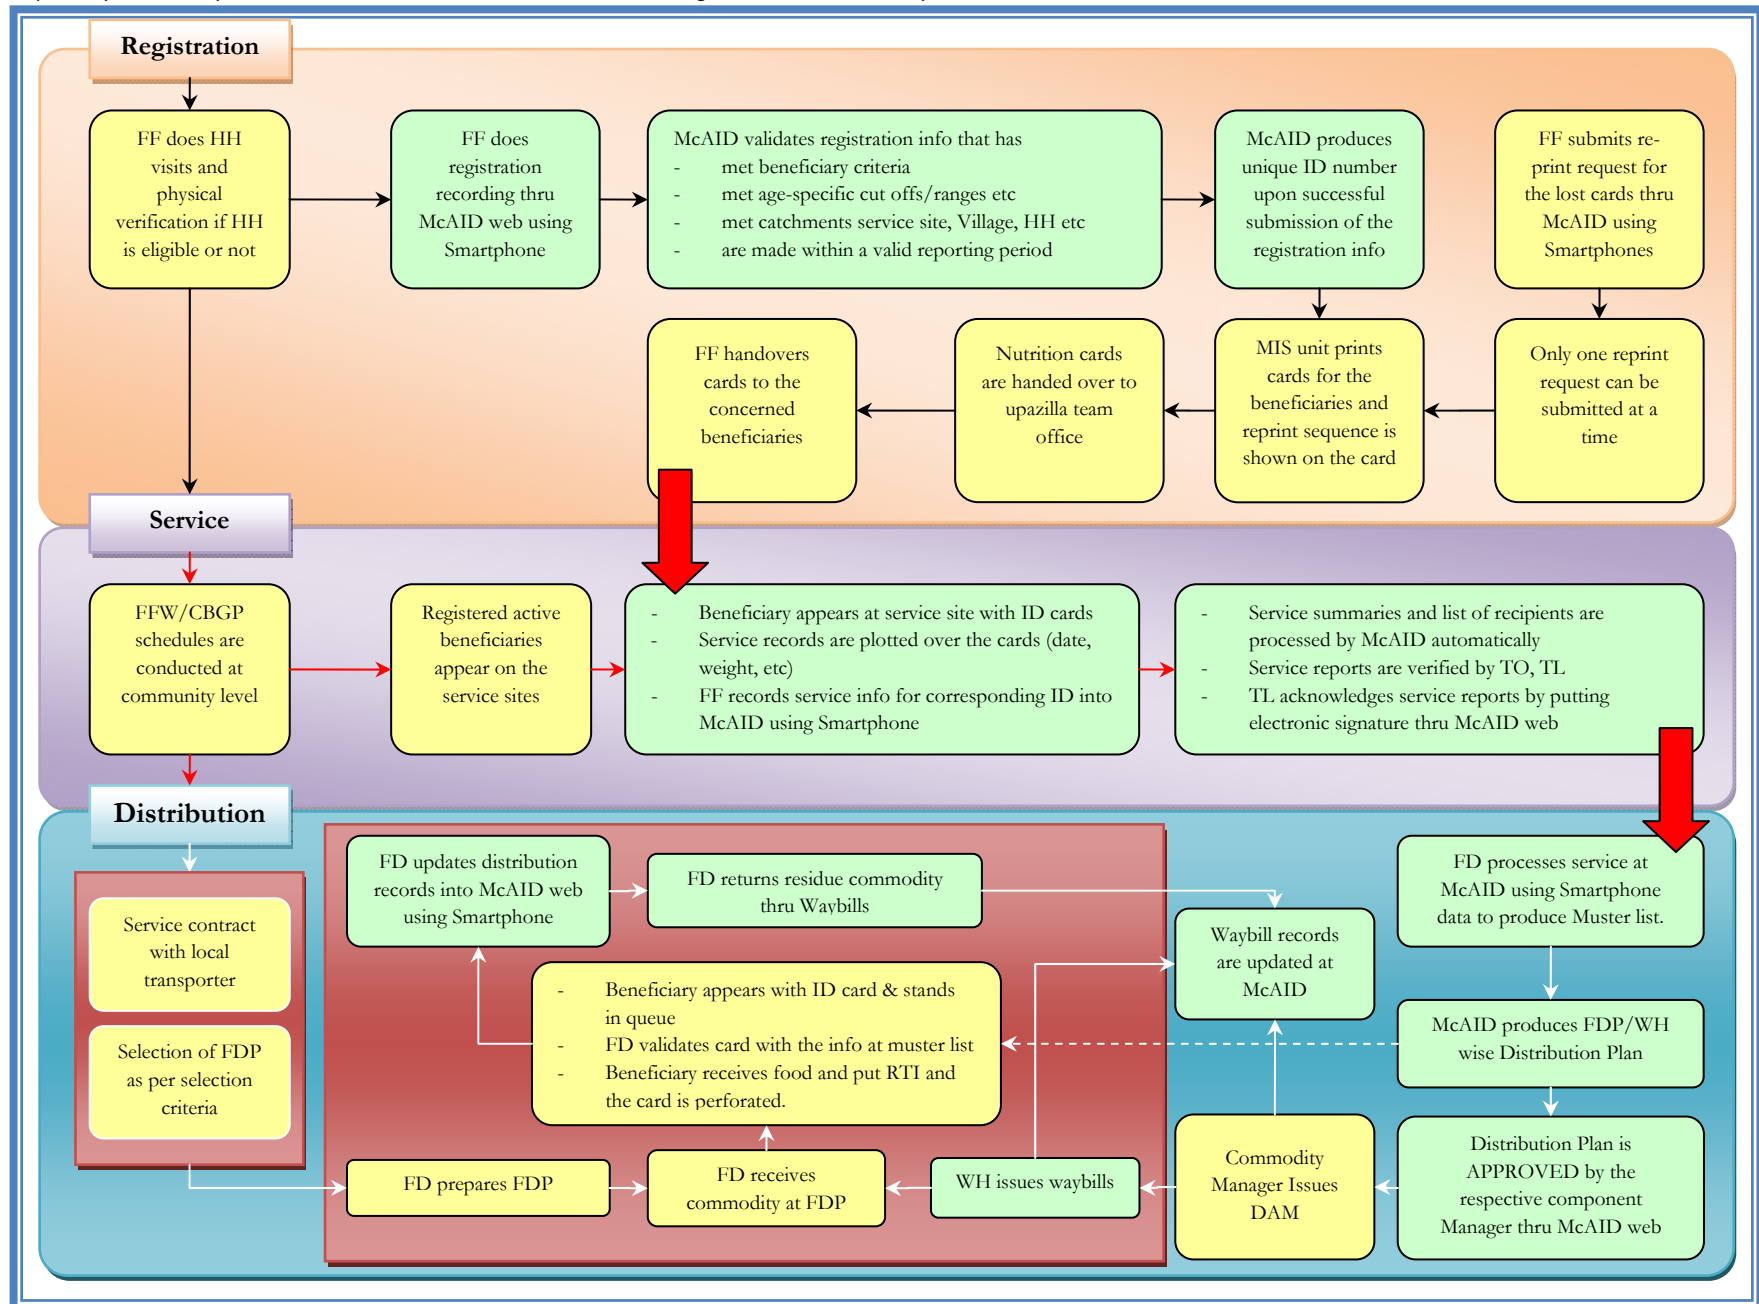 Registration
FF does HH
visits and
physical
verification if HH
is eligible or not
FF does
registration
recording thru
McAID web using
Smartphone
McAID validates registration info that has
- met beneficiary criteria
- met age-specific cut offs/ranges etc
- met catchments service site, Village, HH etc
- are made within a valid reporting period
McAID produces
unique ID number
upon successful
submission of the
registration info
FF submits re-
print request for
the lost cards thru
McAID using
Smartphones
FF handovers
cards to the
concerned
beneficiaries
Nutrition cards
are handed over to
upazilla team
office
MIS unit prints
cards for the
beneficiaries and
reprint sequence is
shown on the card
Only one reprint
request can be
submitted at a
time
Service
FFW/CBGP
schedules are
conducted at
community level
Registered active
beneficiaries
appear on the
service sites
- Beneficiary appears at service site with ID cards
- Service records are plotted over the cards (date,
weight, etc)
- FF records service info for corresponding ID into
McAID using Smartphone
- Service summaries and list of recipients are
processed by McAID automatically
- Service reports are verified by TO, TL
- TL acknowledges service reports by putting
electronic signature thru McAID web
Distribution
Service contract
with local
transporter
Selection of FDP
as per selection
criteria
FD updates distribution
records into McAID web
using Smartphone
FD returns residue commodity
thru Waybills
Waybill records
are updated at
McAID
FD processes service at
McAID using Smartphone
data to produce Muster list.
- Beneficiary appears with ID card & stands
in queue
- FD validates card with the info at muster list
- Beneficiary receives food and put RTI and
the card is perforated.
McAID produces FDP/WH
wise Distribution Plan
FD prepares FDP
FD receives
commodity at FDP
WH issues waybills
Commodity
Manager Issues
DAM
Distribution Plan is
APPROVED by the
respective component
Manager thru McAID web